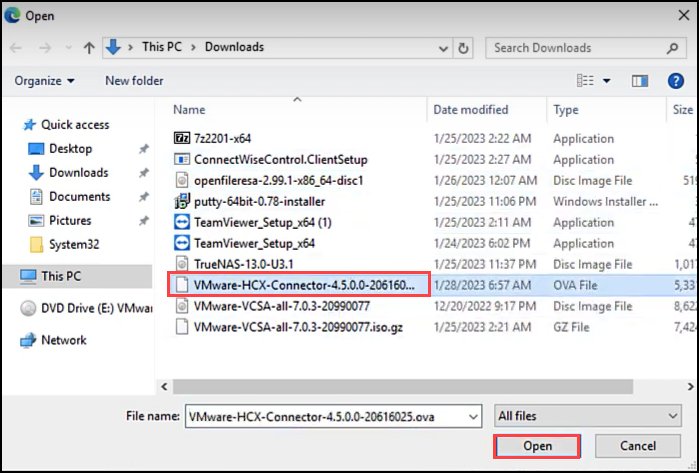 Open
This PC > Downloads
Search Downloads
Organize
New folder
?
Name
Date modified
Type
Size
Quick access
Desktop
Downloads
Documents
Pictures
System32
This PC
DVD Drive (E:) VMwa
Network
7z 7z2201-x64 1/25/2023 2:22 AM Application
ConnectWiseControl.ClientSetup 1/25/2023 2:27 AM Application
openfileresa-2.99.1-x86_64-disc1 1/26/2023 12:07 AM Disc Image File 519
putty-64bit-0.78-installer 1/25/2023 11:06 PM Windows Installer ...
TeamViewer_Setup_x64 (1) 1/25/2023 2:11 AM Application 47
TeamViewer_Setup_x64 1/24/2023 6:02 PM Application 47
TrueNAS-13.0-U3.1 1/25/2023 11:37 PM Disc Image File 1,017
VMware-HCX-Connector-4.5.0.0-206160... 1/28/2023 6:57 AM OVA File 5,33
VMware-VCSA-all-7.0.3-20990077 12/20/2022 9:17 PM Disc Image File 8,622
VMware-VCSA-all-7.0.3-20990077.iso.gz 1/25/2023 2:21 AM GZ File 7,774
File name: VMware-HCX-Connector-4.5.0.0-20616025.ova
All files
Open
Cancel